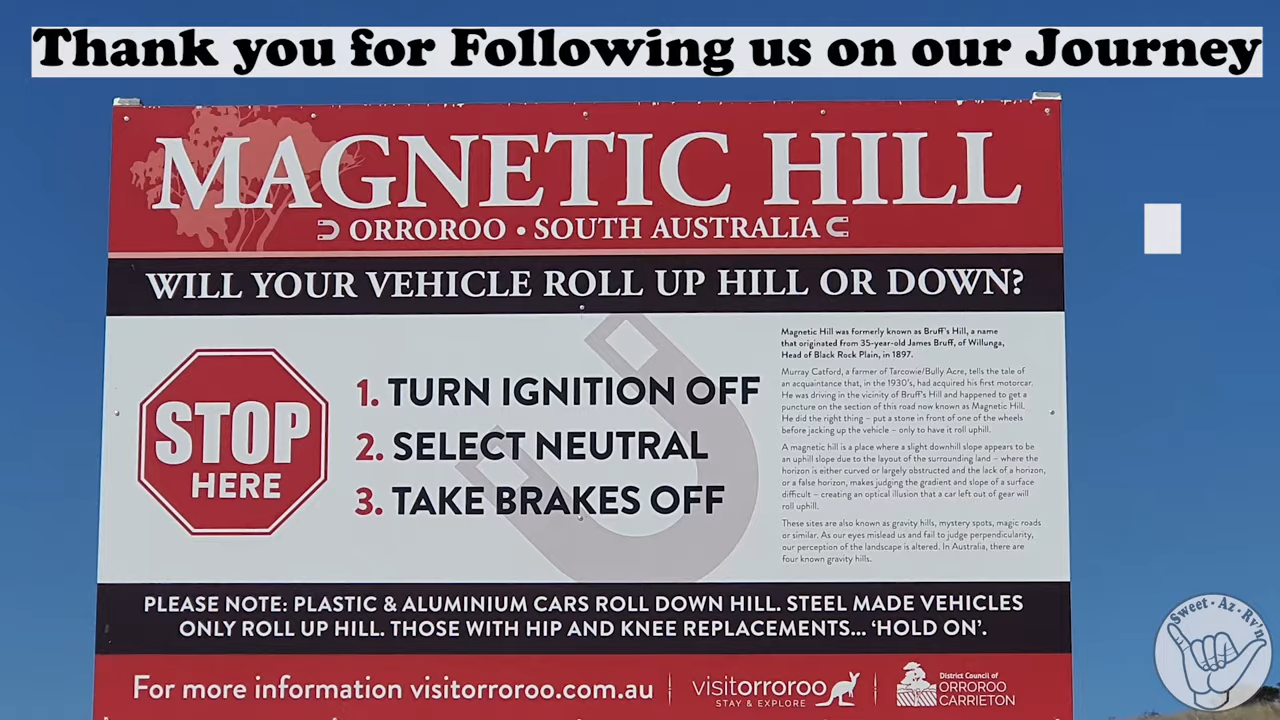 Thank you for Following us on our Journey
MAGNETIC HILL
ORROROO • SOUTH AUSTRALIA
WILL YOUR VEHICLE ROLL UP HILL OR DOWN?
STOP
HERE
1. TURN IGNITION OFF
2. SELECT NEUTRAL
3. TAKE BRAKES OFF
Magnetic Hill was formerly known as Bruff's Hill, a name
that originated from 35-year-old James Bruff, of Willunga,
Head of Black Rock Plain, in 1897.
Murray Catford, a farmer of Tarcowie/Bully Acre, tells the tale of
an acquaintance that, in the 1930's, had acquired his first motorcar.
He was driving in the vicinity of Bruff's Hill and happened to get a
puncture on the section of this road now known as Magnetic Hill.
He did the right thing – put a stone in front of one of the wheels
before jacking up the vehicle – only to have it roll uphill.
A magnetic hill is a place where a slight downhill slope appears to be
an uphill slope due to the layout of the surrounding land – where the
horizon is either curved or largely obstructed and the lack of a horizon,
or a false horizon, makes judging the gradient and slope of a surface
difficult – creating an optical illusion that a car left out of gear will
roll uphill.
These sites are also known as gravity hills, mystery spots, magic roads
or similar. As our eyes mislead us and fail to judge perpendicularity,
our perception of the landscape is altered. In Australia, there are
four known gravity hills.
PLEASE NOTE: PLASTIC & ALUMINIUM CARS ROLL DOWN HILL. STEEL MADE VEHICLES
ONLY ROLL UP HILL. THOSE WITH HIP AND KNEE REPLACEMENTS... 'HOLD ON'.
For more information visitorroroo.com.au
visitorroroo
STAY & EXPLORE
District Council of
ORROROO
CARRIETON
Sweet • Az • Rv'n